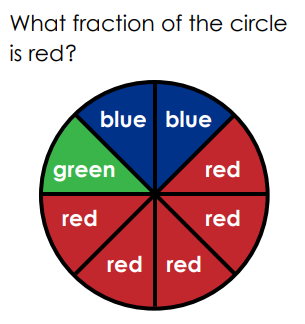 What fraction of the circle
is red?
blue blue
green red
red red
red red